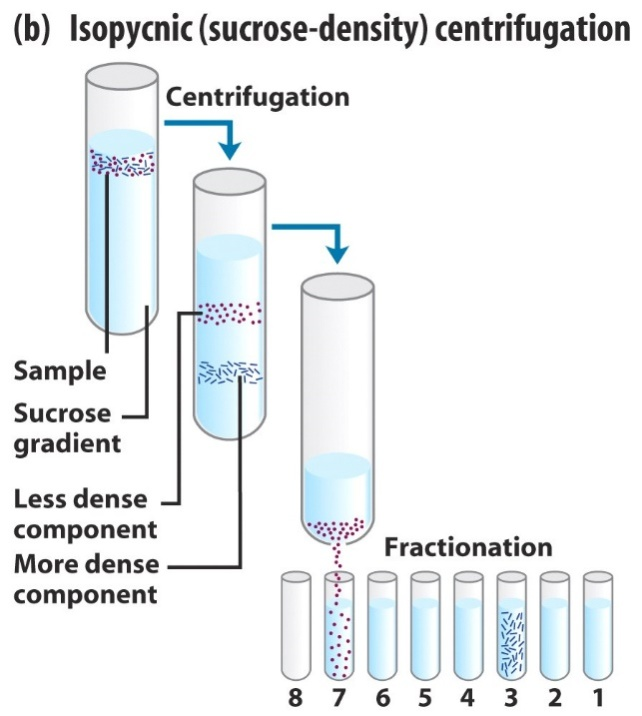 (b) Isopycnic (sucrose-density) centrifugation
Centrifugation
Sample
Sucrose
gradient
Less dense
component
More dense
component
Fractionation
8 7 6 5 4 3 2 1